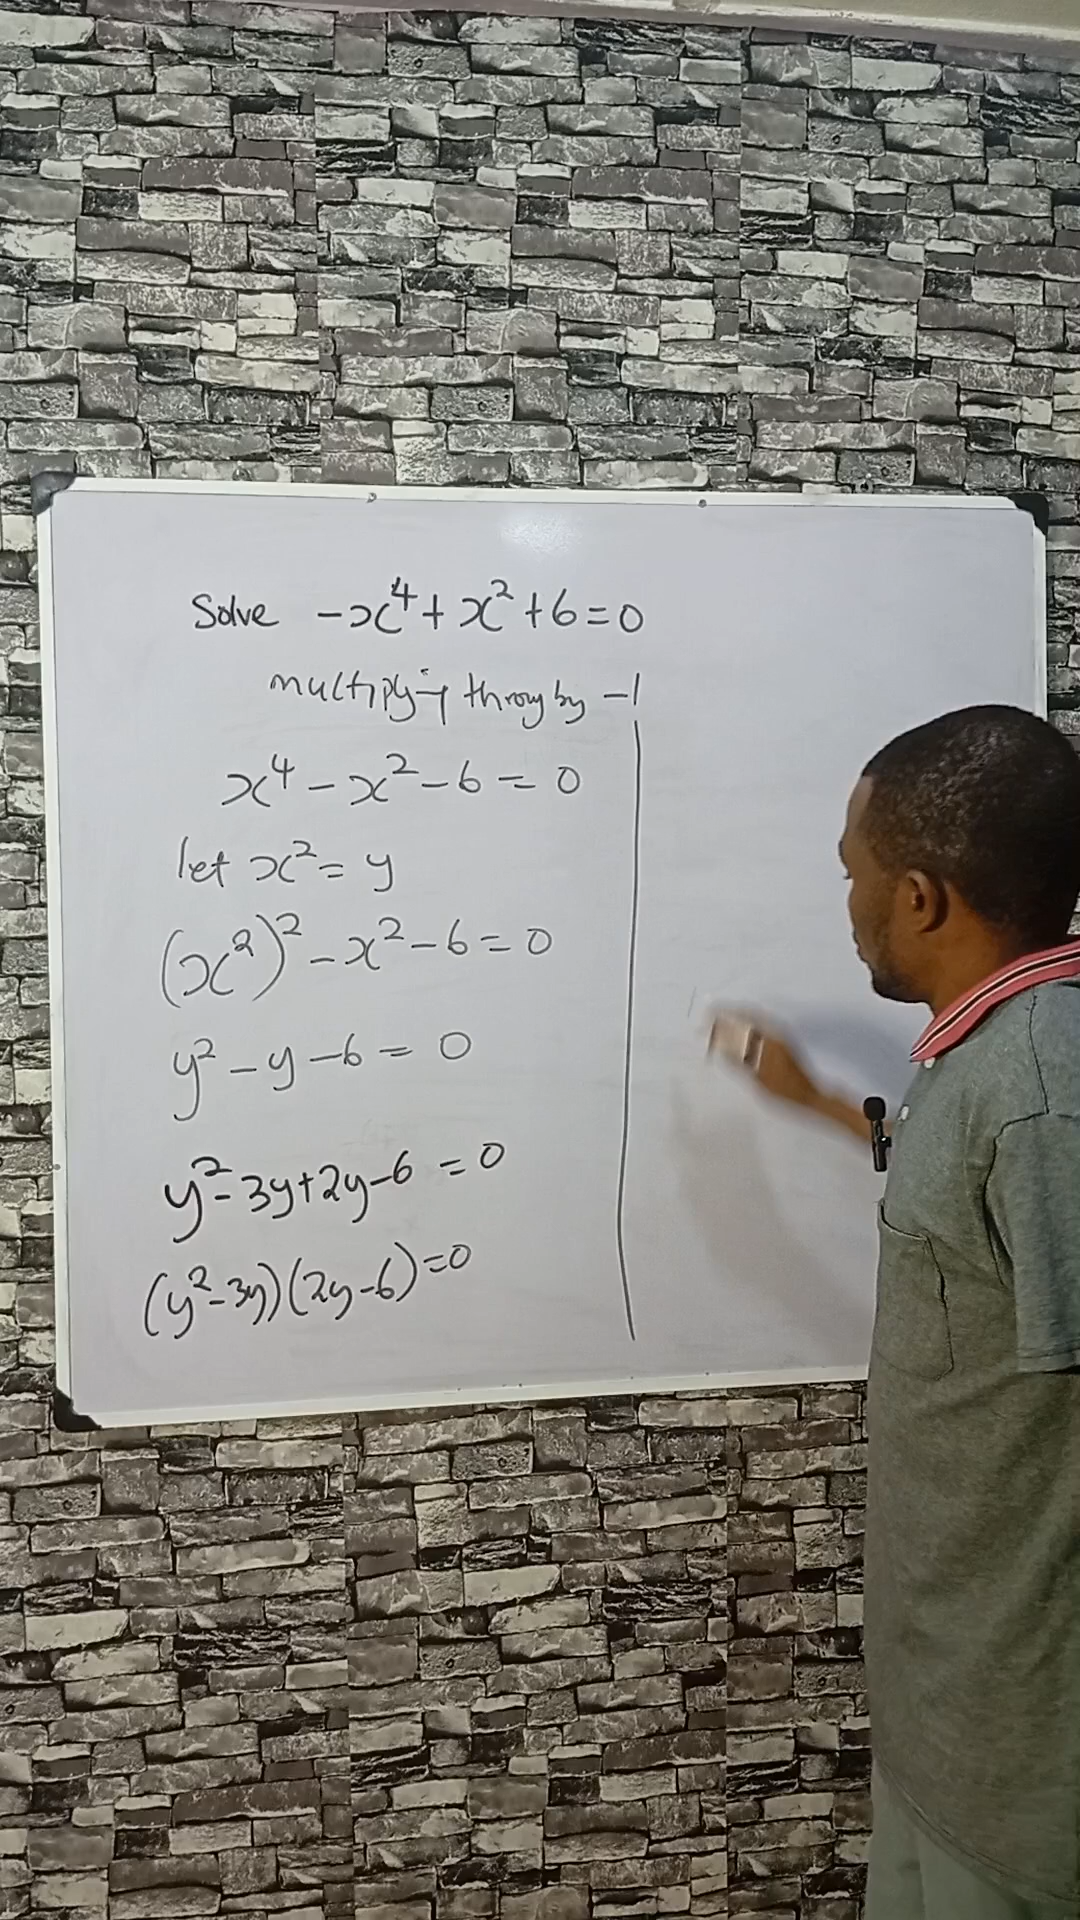 Solve -x⁴ + x² + 6 = 0
multiplying throu by -1
x⁴ - x² - 6 = 0
let x² = y
(x²)² - x² - 6 = 0
y² - y - 6 = 0
y² - 3y + 2y - 6 = 0
(y² - 3y)(2y - 6) = 0